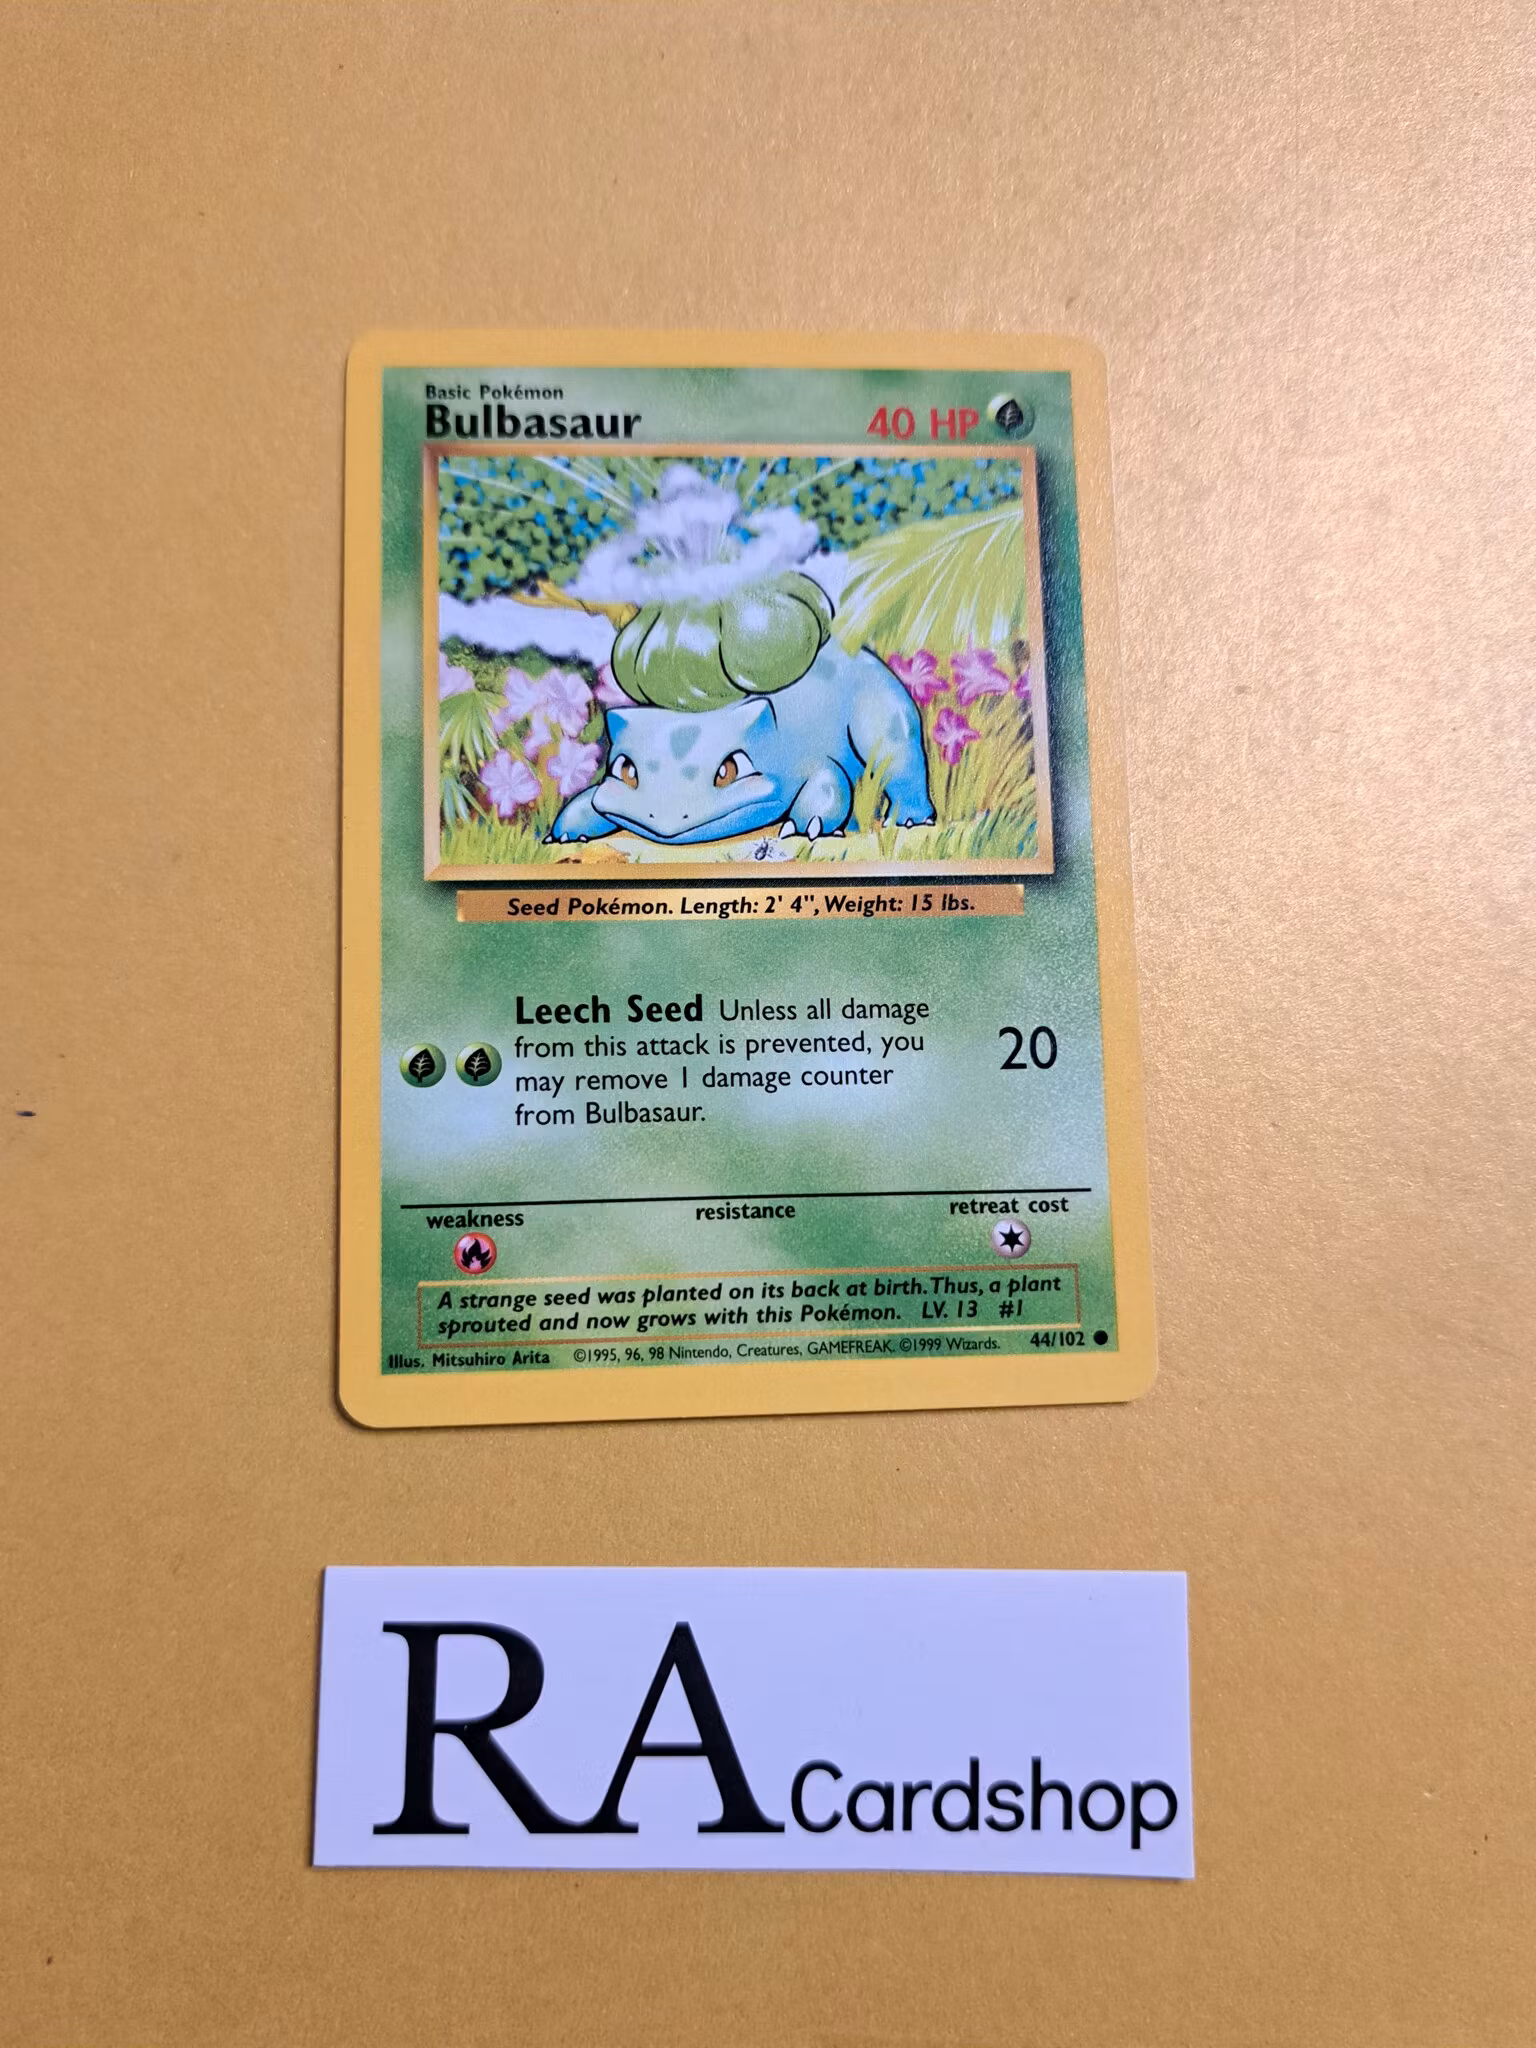 Basic Pokémon
Bulbasaur
40 HP
Seed Pokémon. Length: 2' 4", Weight: 15 lbs.
Leech Seed Unless all damage
from this attack is prevented, you
may remove 1 damage counter
from Bulbasaur.
20
weakness
resistance
retreat cost
A strange seed was planted on its back at birth. Thus, a plant
sprouted and now grows with this Pokémon. LV. 13 #1
Illus. Mitsuhiro Arita ©1995, 96, 98 Nintendo, Creatures, GAMEFREAK. ©1999 Wizards. 44/102
RA Cardshop